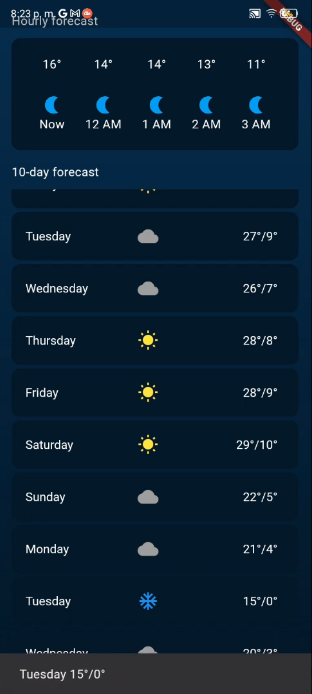 8:23 p. m.
Hourly forecast
16° 14° 14° 13° 11°
Now 12 AM 1 AM 2 AM 3 AM
10-day forecast
Tuesday 27°/9°
Wednesday 26°/7°
Thursday 28°/8°
Friday 28°/9°
Saturday 29°/10°
Sunday 22°/5°
Monday 21°/4°
Tuesday 15°/0°
Wednesday 20°/3°
Tuesday 15°/0°